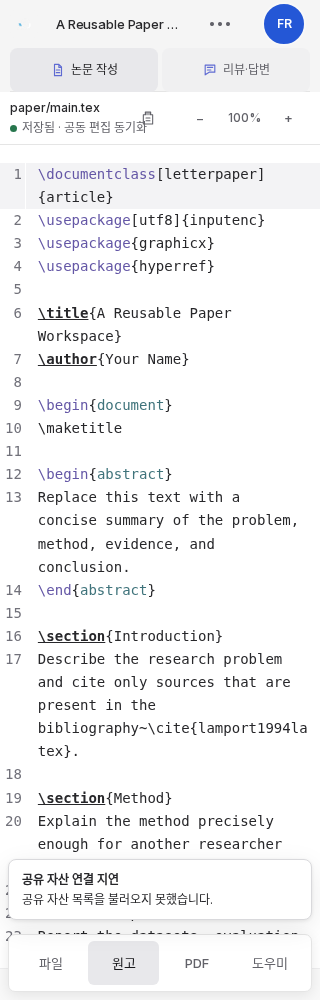 A Reusable Paper ...
FR
논문 작성
리뷰·답변
paper/main.tex
저장됨 · 공동 편집 동기화
–
100%
+
1 \documentclass[letterpaper]
{article}
2 \usepackage[utf8]{inputenc}
3 \usepackage{graphicx}
4 \usepackage{hyperref}
5
6 \title{A Reusable Paper
Workspace}
7 \author{Your Name}
8
9 \begin{document}
10 \maketitle
11
12 \begin{abstract}
13 Replace this text with a
concise summary of the problem,
method, evidence, and
conclusion.
14 \end{abstract}
15
16 \section{Introduction}
17 Describe the research problem
and cite only sources that are
present in the
bibliography~\cite{lamport1994la
tex}.
18
19 \section{Method}
20 Explain the method precisely
enough for another researcher
공유 자산 연결 지연
공유 자산 목록을 불러오지 못했습니다.
파일
원고
PDF
도우미